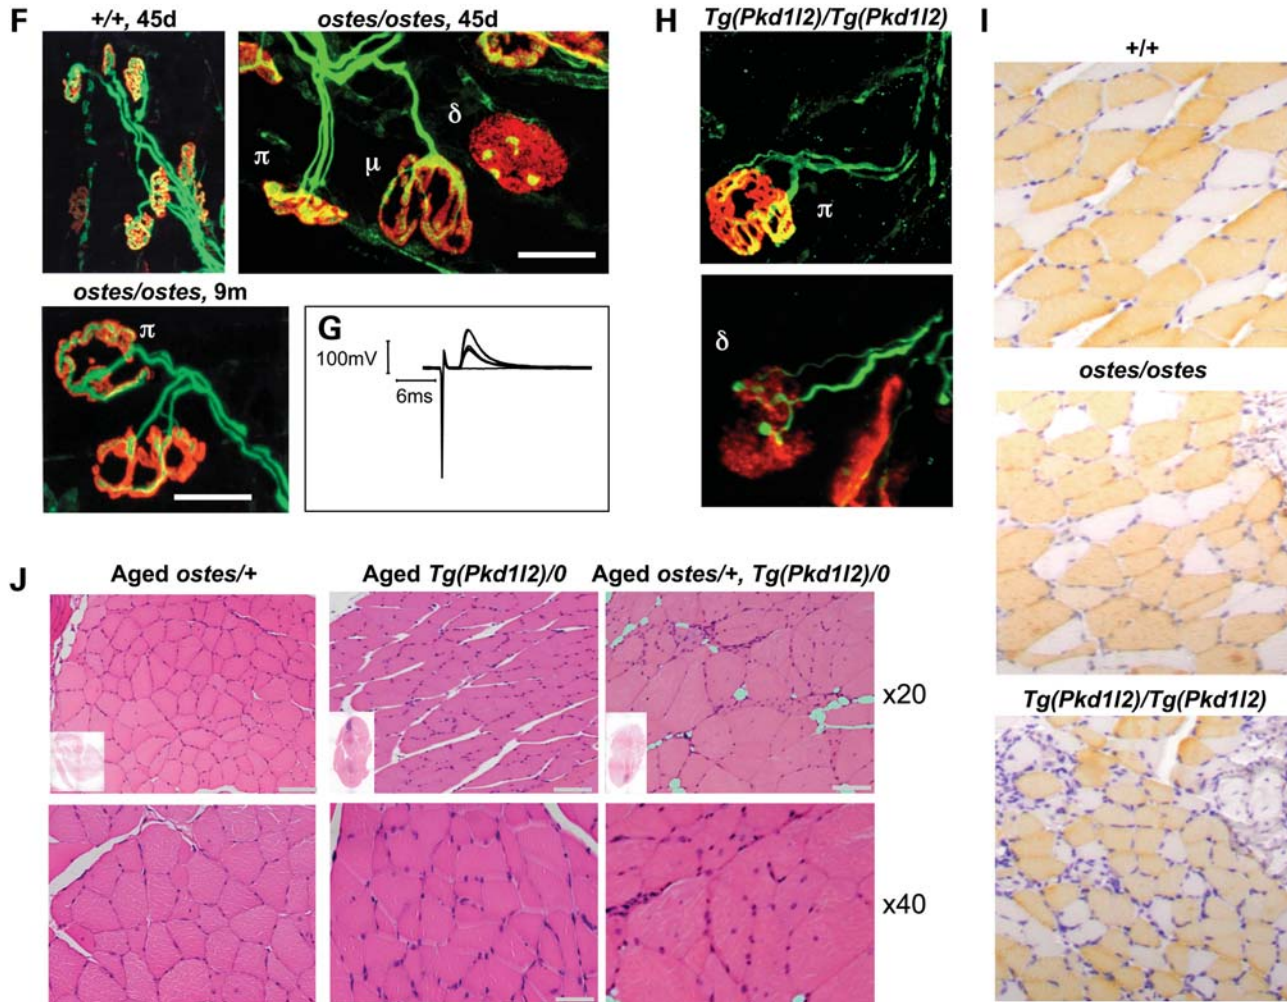 F
+/+, 45d
ostes/ostes, 45d
π
μ
δ
ostes/ostes, 9m
π
G
100mV
6ms
H
Tg(Pkd1l2)/Tg(Pkd1l2)
π
δ
I
+/+
ostes/ostes
Tg(Pkd1l2)/Tg(Pkd1l2)
J
Aged ostes/+
Aged Tg(Pkd1l2)/0
Aged ostes/+, Tg(Pkd1l2)/0
x20
x40